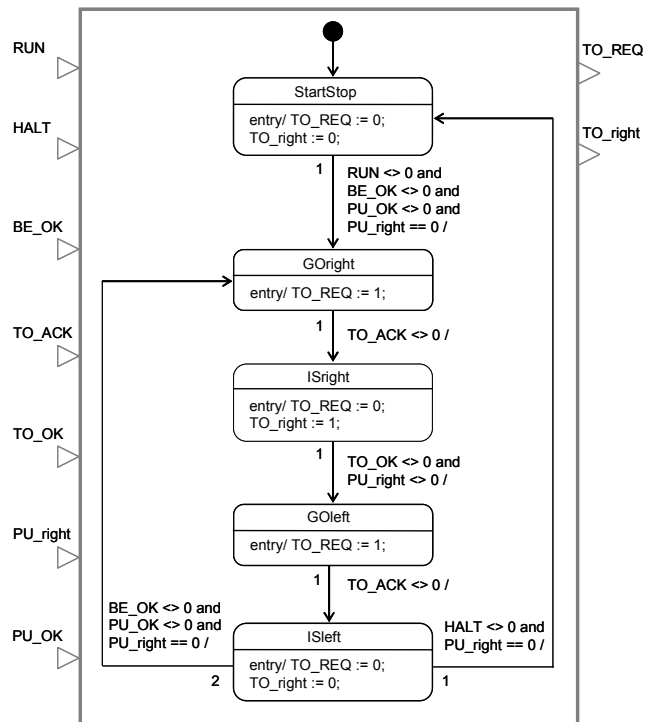 RUN
HALT
BE_OK
TO_ACK
TO_OK
PU_right
PU_OK
TO_REQ
TO_right
StartStop
entry/ TO_REQ := 0;
TO_right := 0;
1
RUN <> 0 and
BE_OK <> 0 and
PU_OK <> 0 and
PU_right == 0 /
GOright
entry/ TO_REQ := 1;
1
TO_ACK <> 0 /
ISright
entry/ TO_REQ := 0;
TO_right := 1;
1
TO_OK <> 0 and
PU_right <> 0 /
GOleft
entry/ TO_REQ := 1;
1
TO_ACK <> 0 /
BE_OK <> 0 and
PU_OK <> 0 and
PU_right == 0 /
2
ISleft
entry/ TO_REQ := 0;
TO_right := 0;
HALT <> 0 and
PU_right == 0 /
1